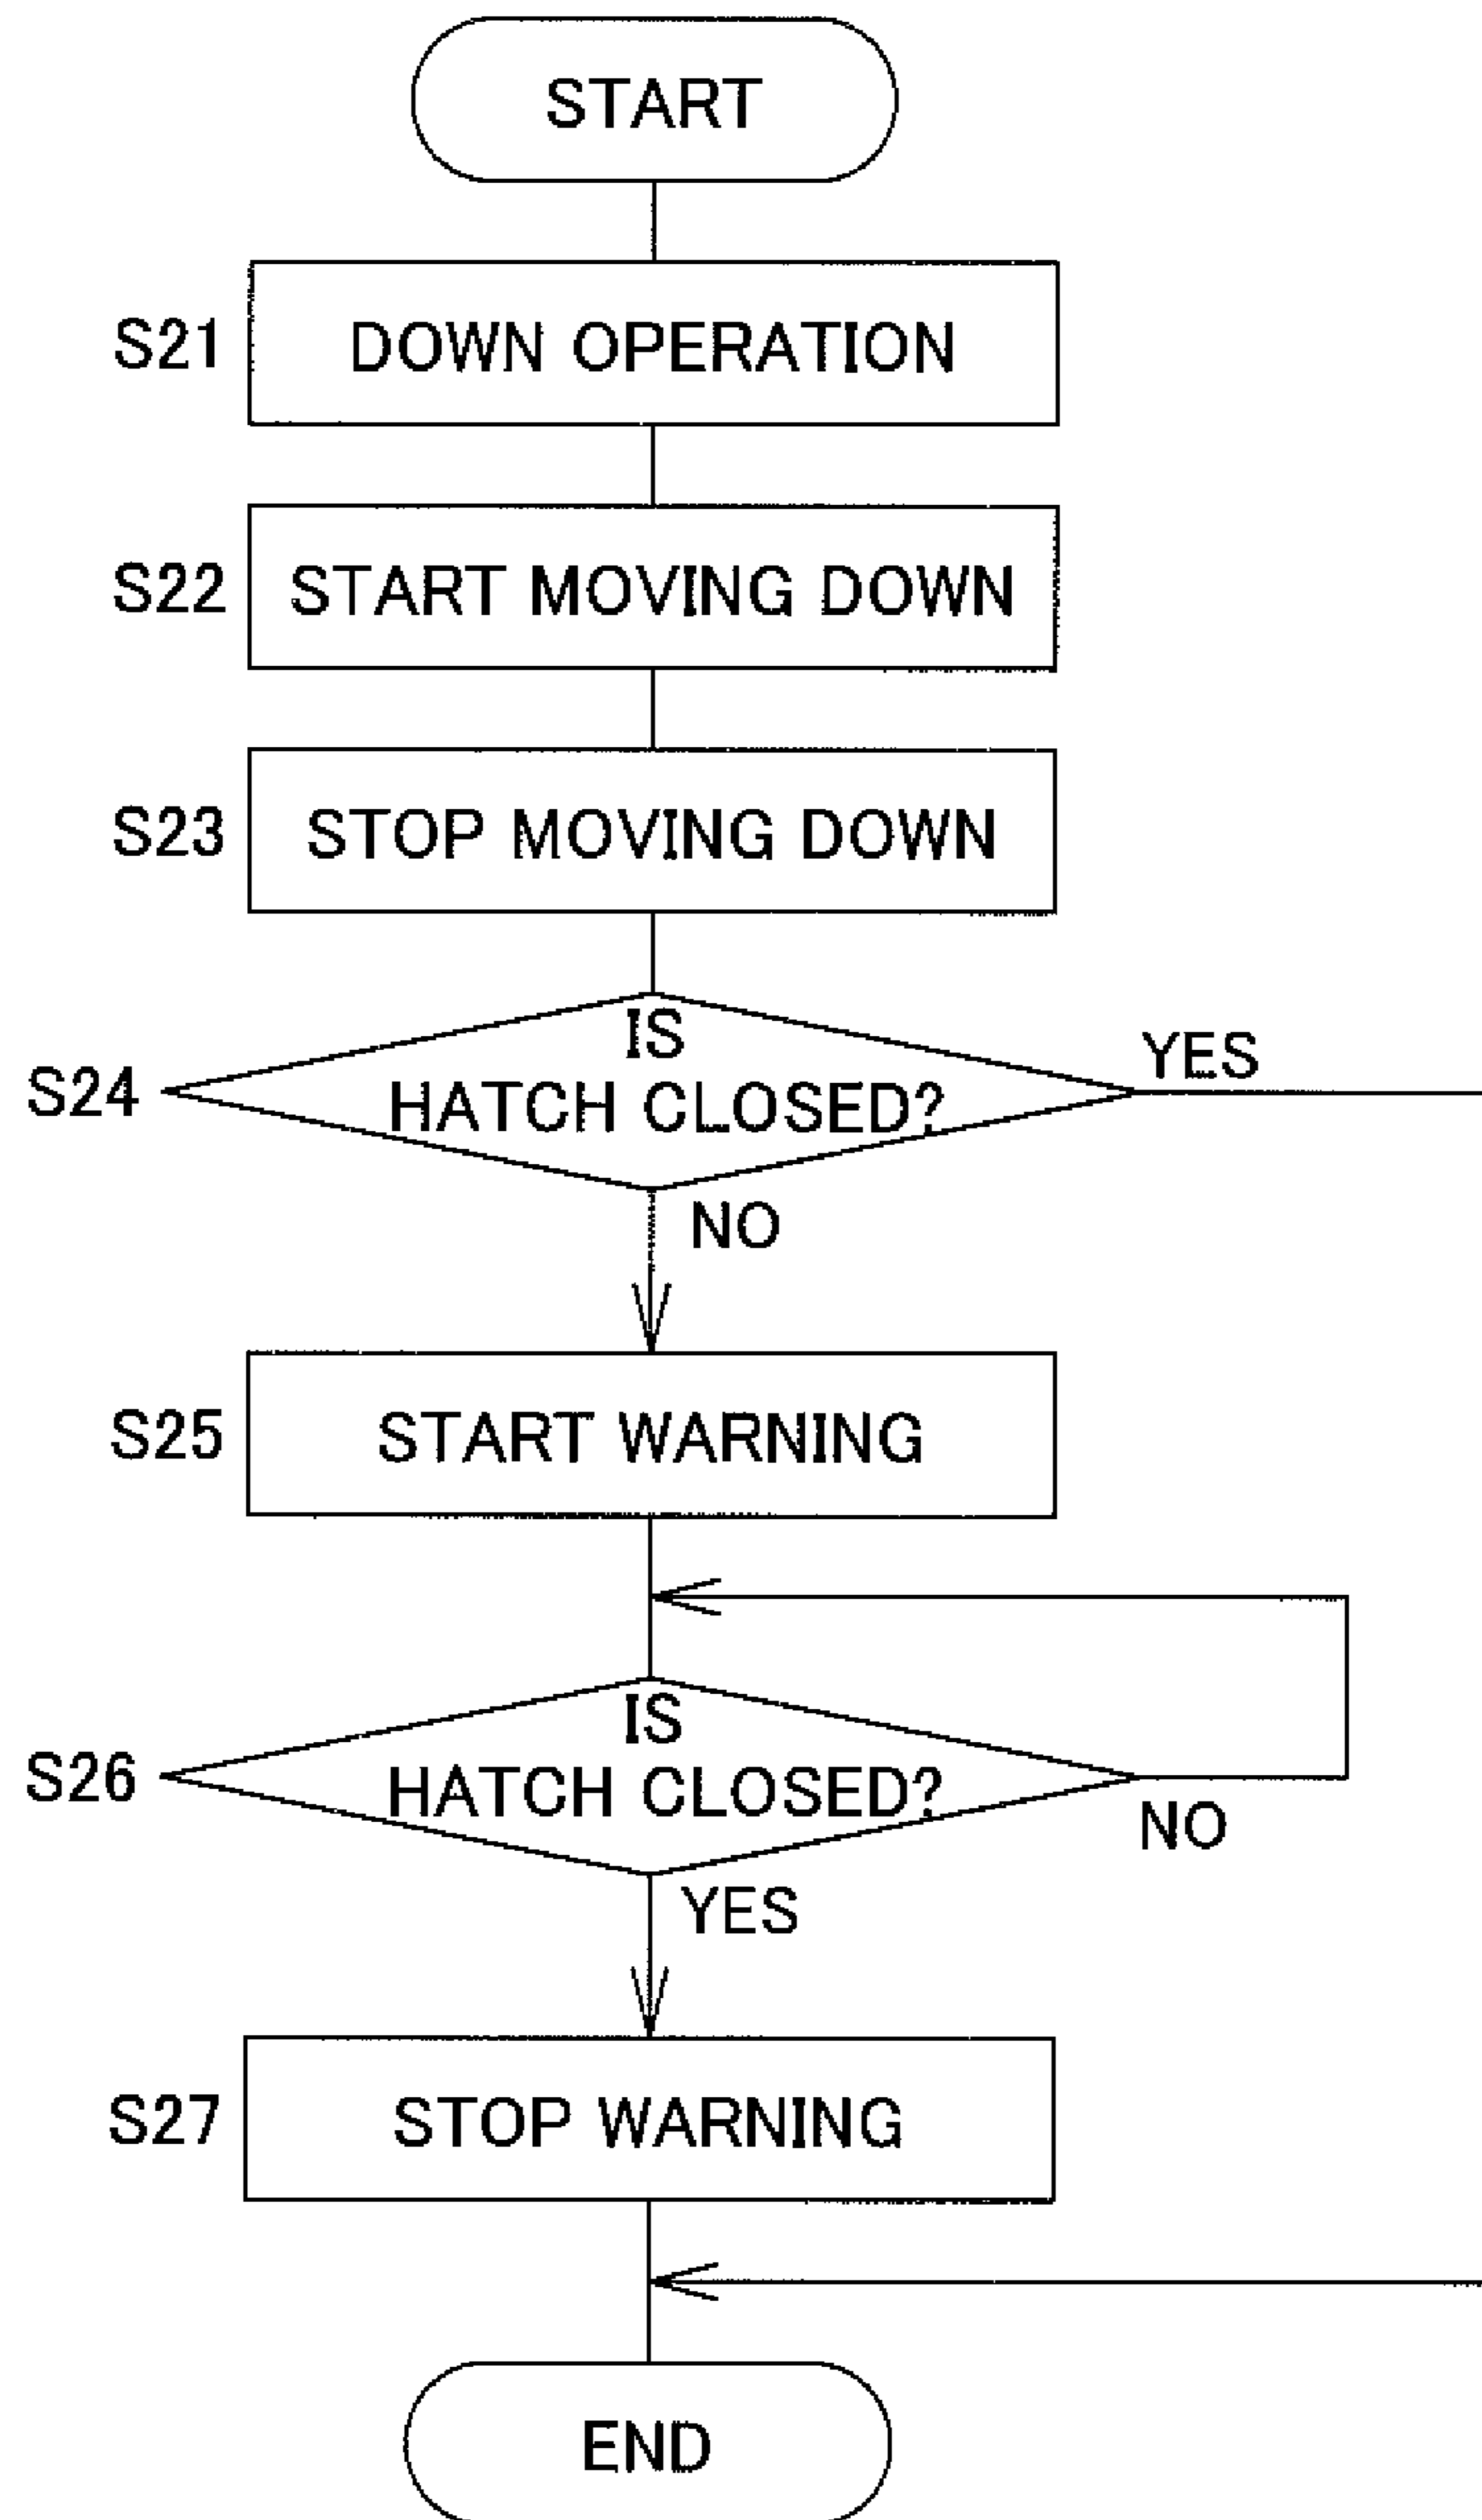 START
S21 DOWN OPERATION
S22 START MOVING DOWN
S23 STOP MOVING DOWN
IS
YES
S24 HATCH CLOSED?
NO
S25 START WARNING
IS
S26 HATCH CLOSED?
NO
YES
S27 STOP WARNING
END